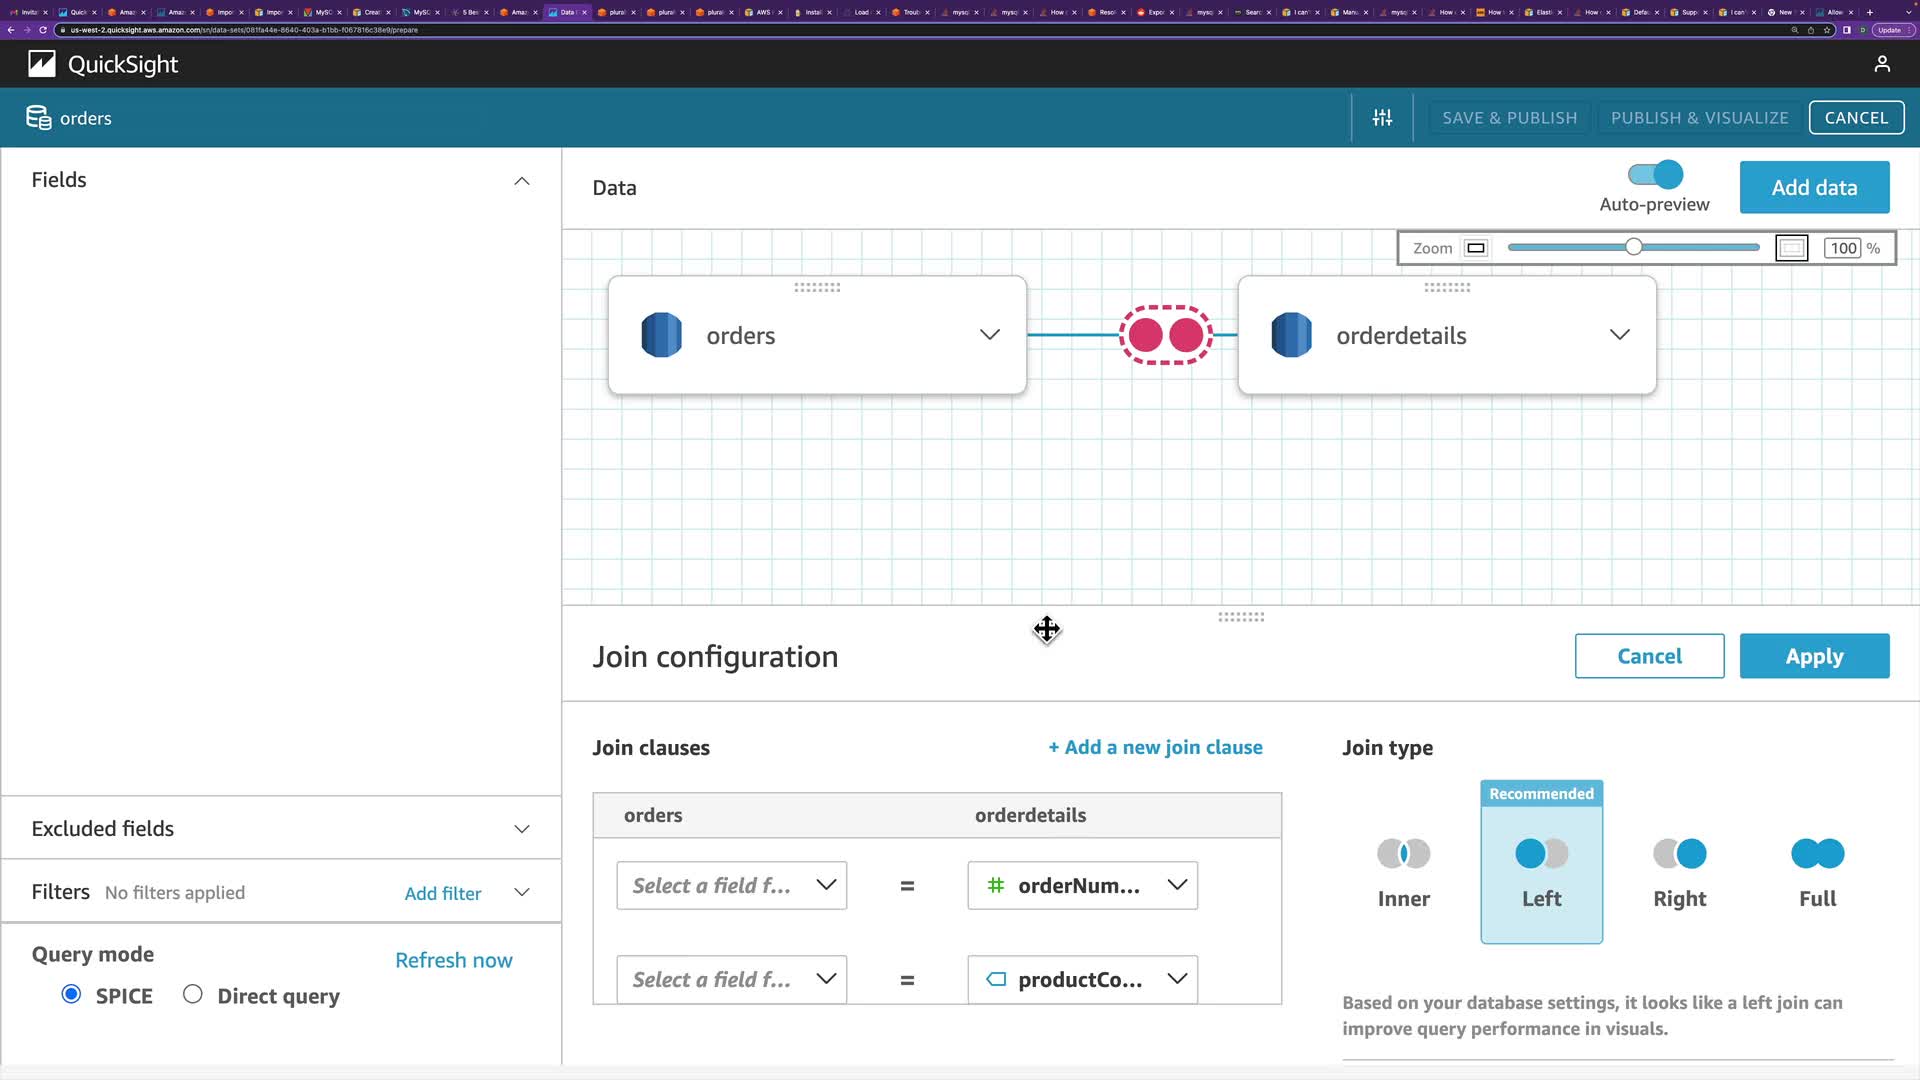 us-west-2.quicksight.aws.amazon.com/sn/data-sets/081fa44e-8640-403a-b1bb-f067816c38e9/prepare
Update
QuickSight
orders
SAVE & PUBLISH
PUBLISH & VISUALIZE
CANCEL
Fields
Data
Auto-preview
Add data
Zoom
100 %
orders
orderdetails
Join configuration
Cancel
Apply
Join clauses
+ Add a new join clause
Join type
orders
orderdetails
Recommended
Select a field f...
=
orderNum...
Inner
Left
Right
Full
Select a field f...
=
productCo...
Based on your database settings, it looks like a left join can
improve query performance in visuals.
Excluded fields
Filters No filters applied
Add filter
Query mode
Refresh now
SPICE
Direct query